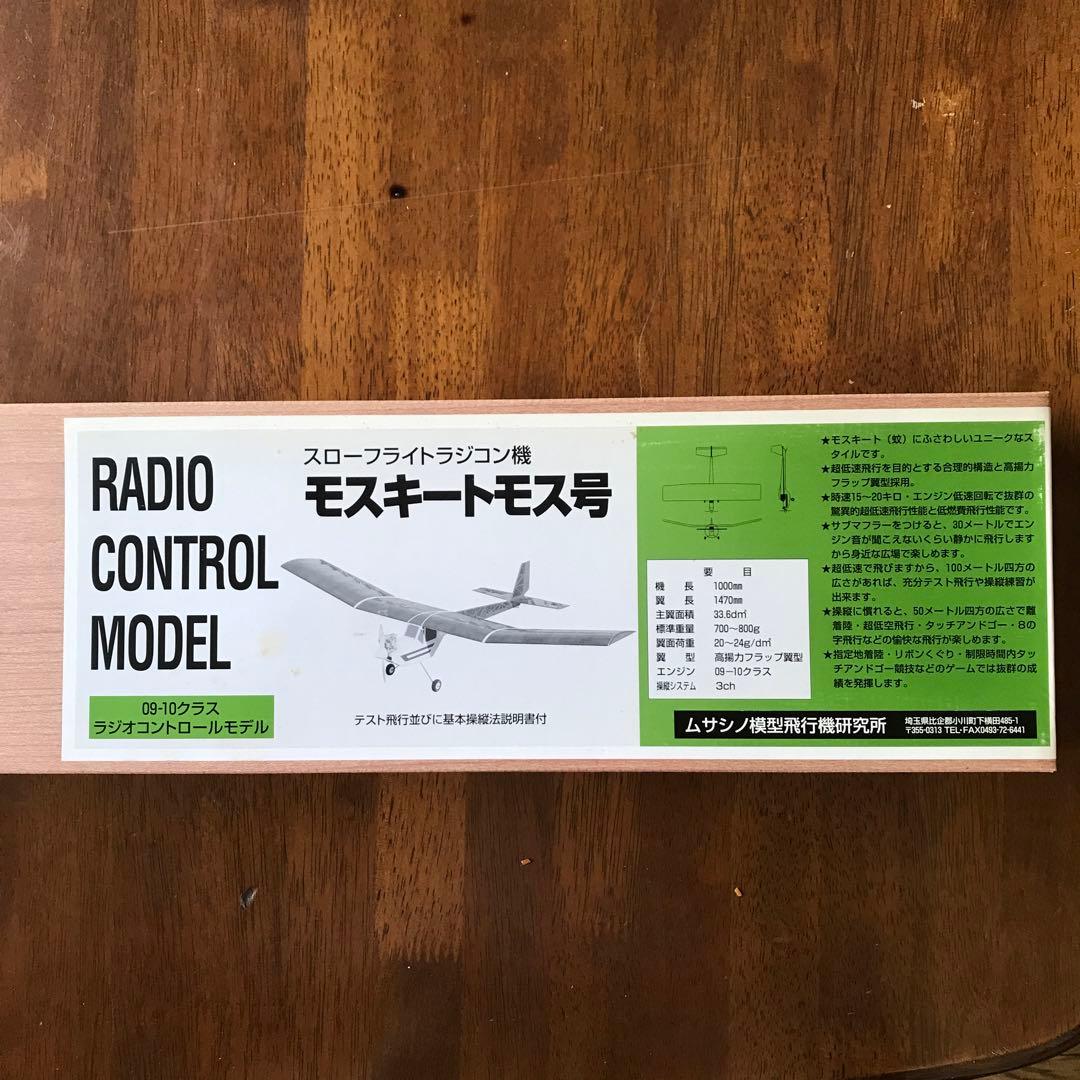 RADIO
CONTROL
MODEL
09-10クラス
ラジオコントロールモデル
スローフライトラジコン機
モスキートモス号
テスト飛行並びに基本操縦法説明書付
要　目
機　長　1000㎜
翼　長　1470㎜
主翼面積　33.6d㎡
標準重量　700〜800g
翼面荷重　20〜24g/d㎡
翼　型　高揚力フラップ翼型
エンジン　09−10クラス
操縦システム　3ch
★モスキート（蚊）にふさわしいユニークなス
タイルです。
★超低速飛行を目的とする合理的構造と高揚力
フラップ翼型採用。
★時速15〜20キロ・エンジン低速回転で抜群の
驚異的超低速飛行性能と低燃費飛行性能です。
★サブマフラーをつけると、30メートルでエン
ジン音が聞こえないくらい静かに飛行します
から身近な広場で楽しめます。
★超低速で飛びますから、100メートル四方の
広さがあれば、充分テスト飛行や操縦練習が
出来ます。
★操縦に慣れると、50メートル四方の広さで離
着陸・超低空飛行・タッチアンドゴー・8の
字飛行などの愉快な飛行が楽しめます。
★指定地着陸・リボンくぐり・制限時間内タッ
チアンドゴー競技などのゲームでは抜群の成
績を発揮します。
ムサシノ模型飛行機研究所
埼玉県比企郡小川町下横田485-1
〒355-0313 TEL・FAX0493-72-6441